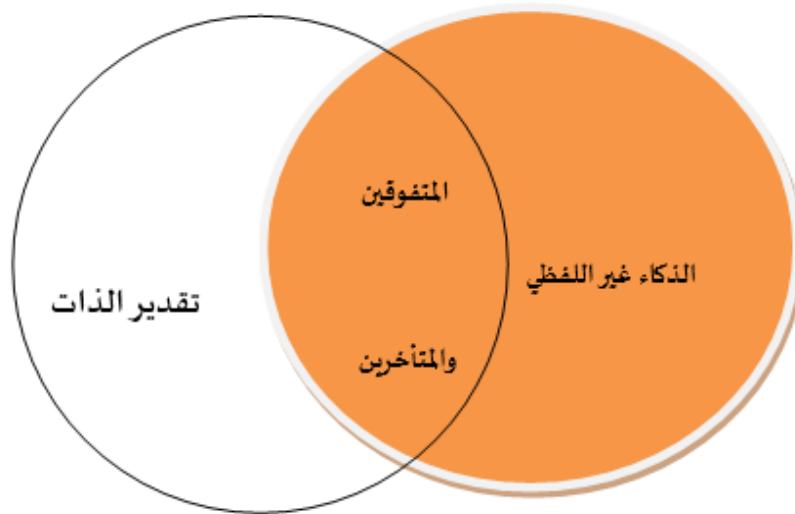 المتفوقين
الذكاء غير اللفظي
تقدير الذات
والمتأخرين